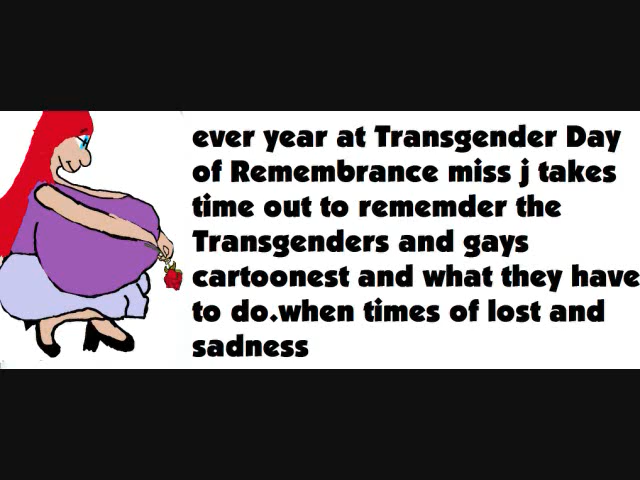 ever year at Transgender Day
of Remembrance miss j takes
time out to rememder the
Transgenders and gays
cartoonest and what they have
to do.when times of lost and
sadness